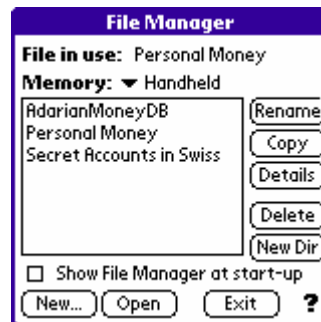 File Manager
File in use: Personal Money
Memory: Handheld
AdarianMoneyDB
Personal Money
Secret Accounts in Swiss
Rename
Copy
Details
Delete
New Dir
Show File Manager at start-up
New... Open Exit ?